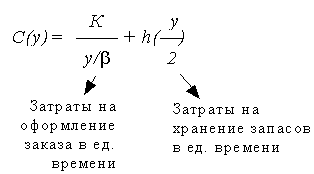 C(y) = K / (y/β) + h(y/2)
Затраты на
оформление
заказа в ед.
времени
Затраты на
хранение запасов
в ед. времени